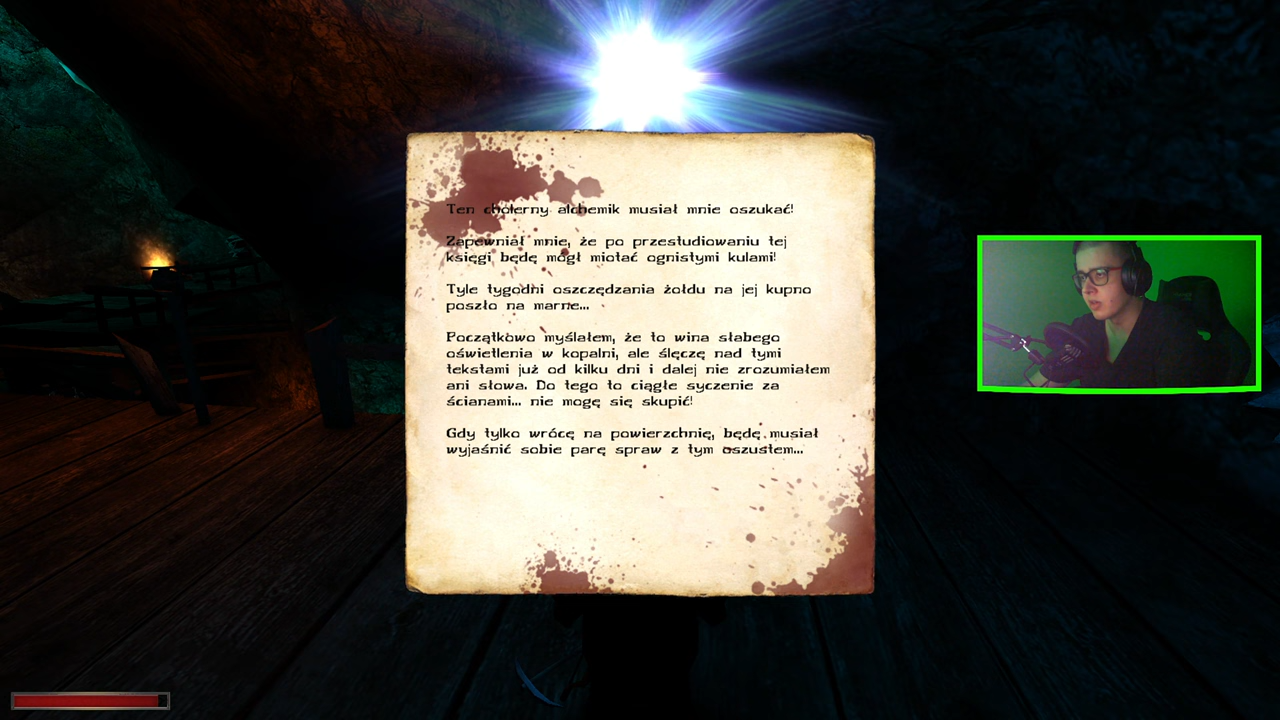 Ten cholerny alchemik musiał mnie oszukać!
Zapewniał mnie, że po przestudiowaniu tej
księgi będę mógł miotać ognistymi kulami!
Tyle tygodni oszczędzania żołdu na jej kupno
poszło na marne...
Początkowo myślałem, że to wina słabego
oświetlenia w kopalni, ale ślęczę nad tymi
tekstami już od kilku dni i dalej nie zrozumiałem
ani słowa. Do tego to ciągłe syczenie za
ścianami... nie mogę się skupić!
Gdy tylko wrócę na powierzchnię, będę musiał
wyjaśnić sobie parę spraw z tym oszustem...